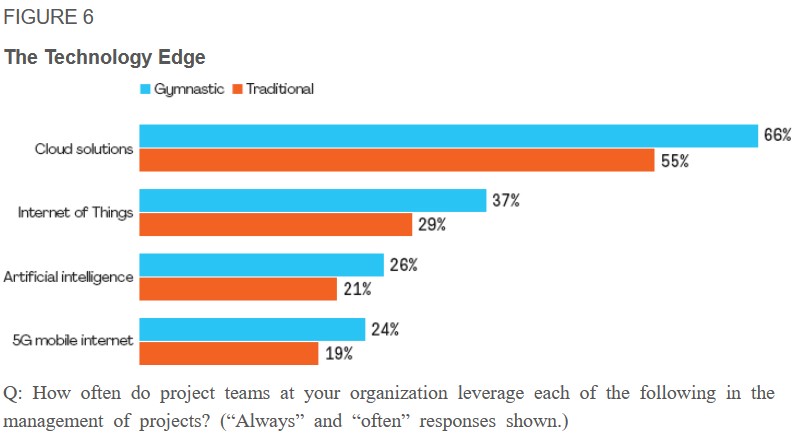 FIGURE 6
The Technology Edge
Gymnastic Traditional
Cloud solutions
66%
55%
Internet of Things
37%
29%
Artificial intelligence
26%
21%
5G mobile internet
24%
19%
Q: How often do project teams at your organization leverage each of the following in the
management of projects? (“Always” and “often” responses shown.)